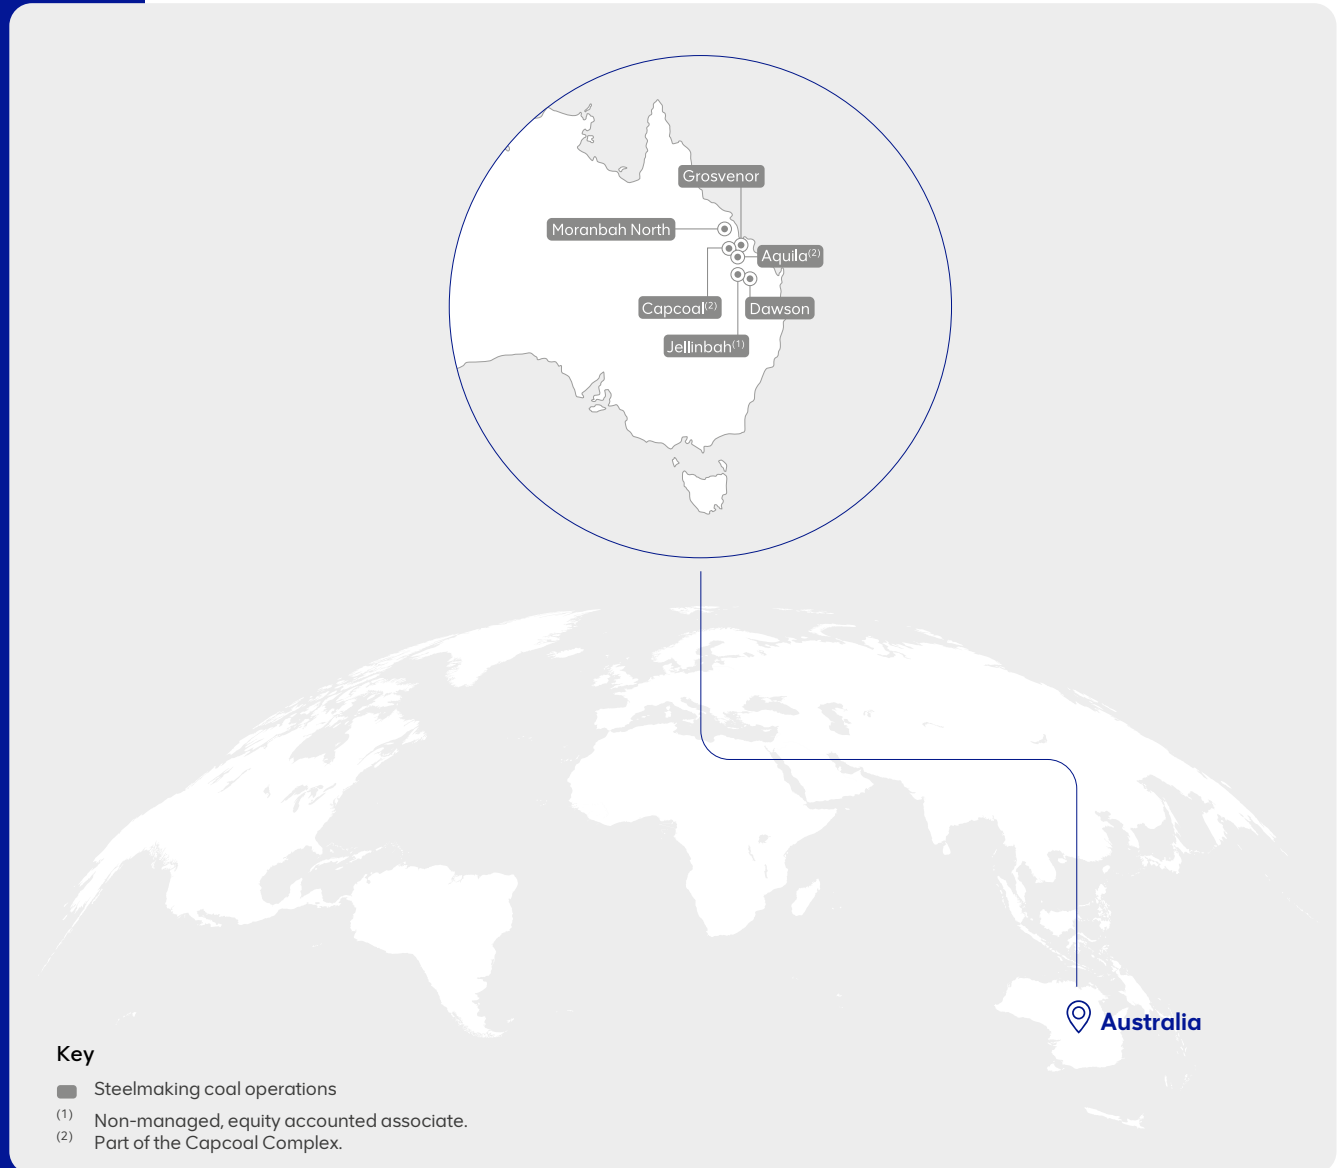 Grosvenor
Moranbah North
Aquila(2)
Capcoal(2)
Dawson
Jellinbah(1)
Australia
Key
Steelmaking coal operations
(1) Non-managed, equity accounted associate.
(2) Part of the Capcoal Complex.